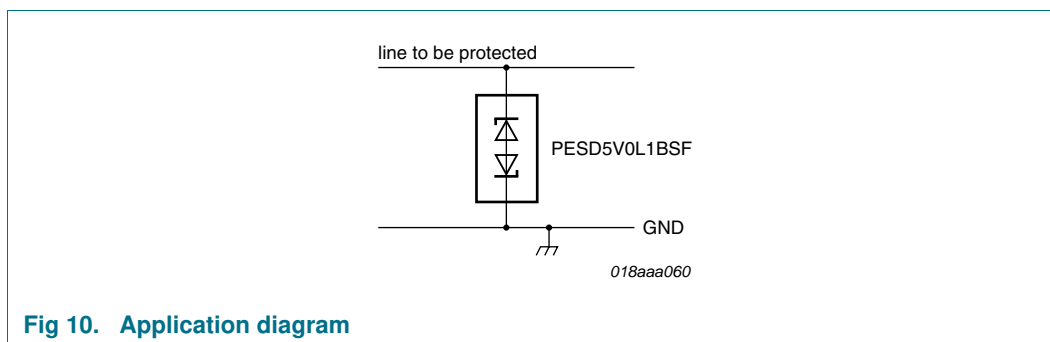 line to be protected
PESD5V0L1BSF
GND
018aaa060
Fig 10. Application diagram